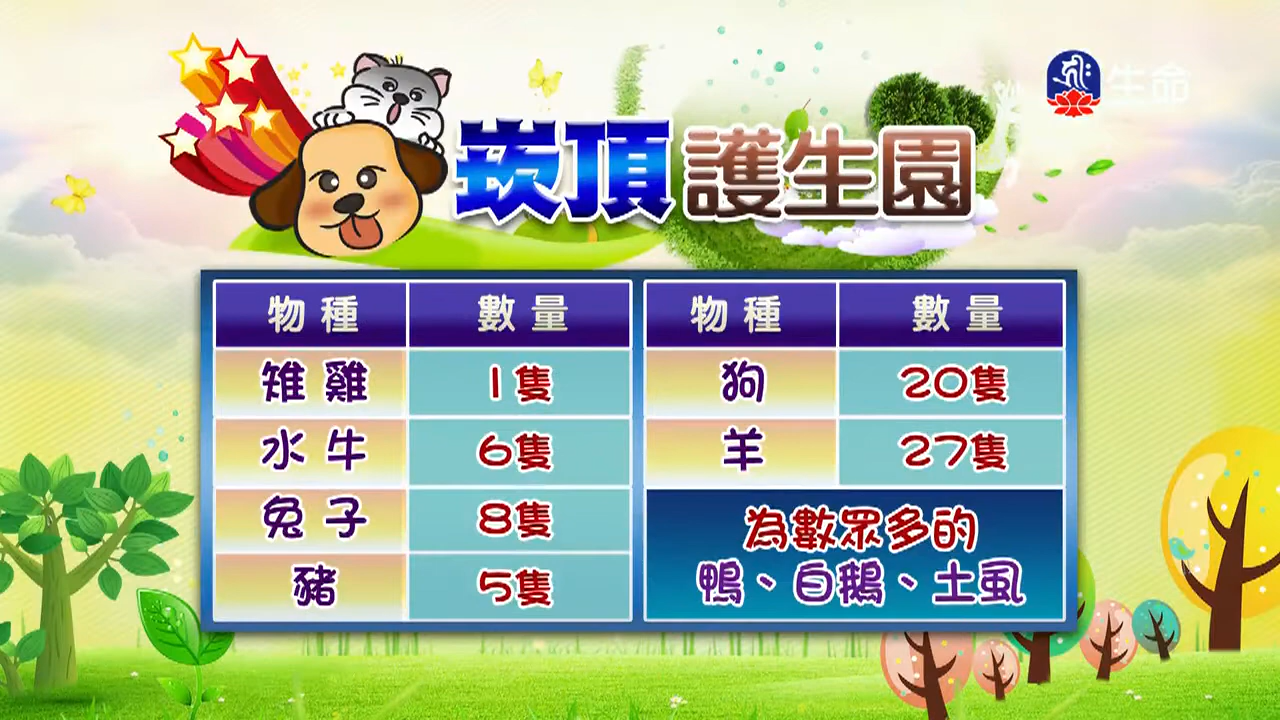 生命
崁頂護生園
物種 數量 物種 數量
雉雞 1隻 狗 20隻
水牛 6隻 羊 27隻
兔子 8隻
豬 5隻
為數眾多的
鴨、白鵝、土虱